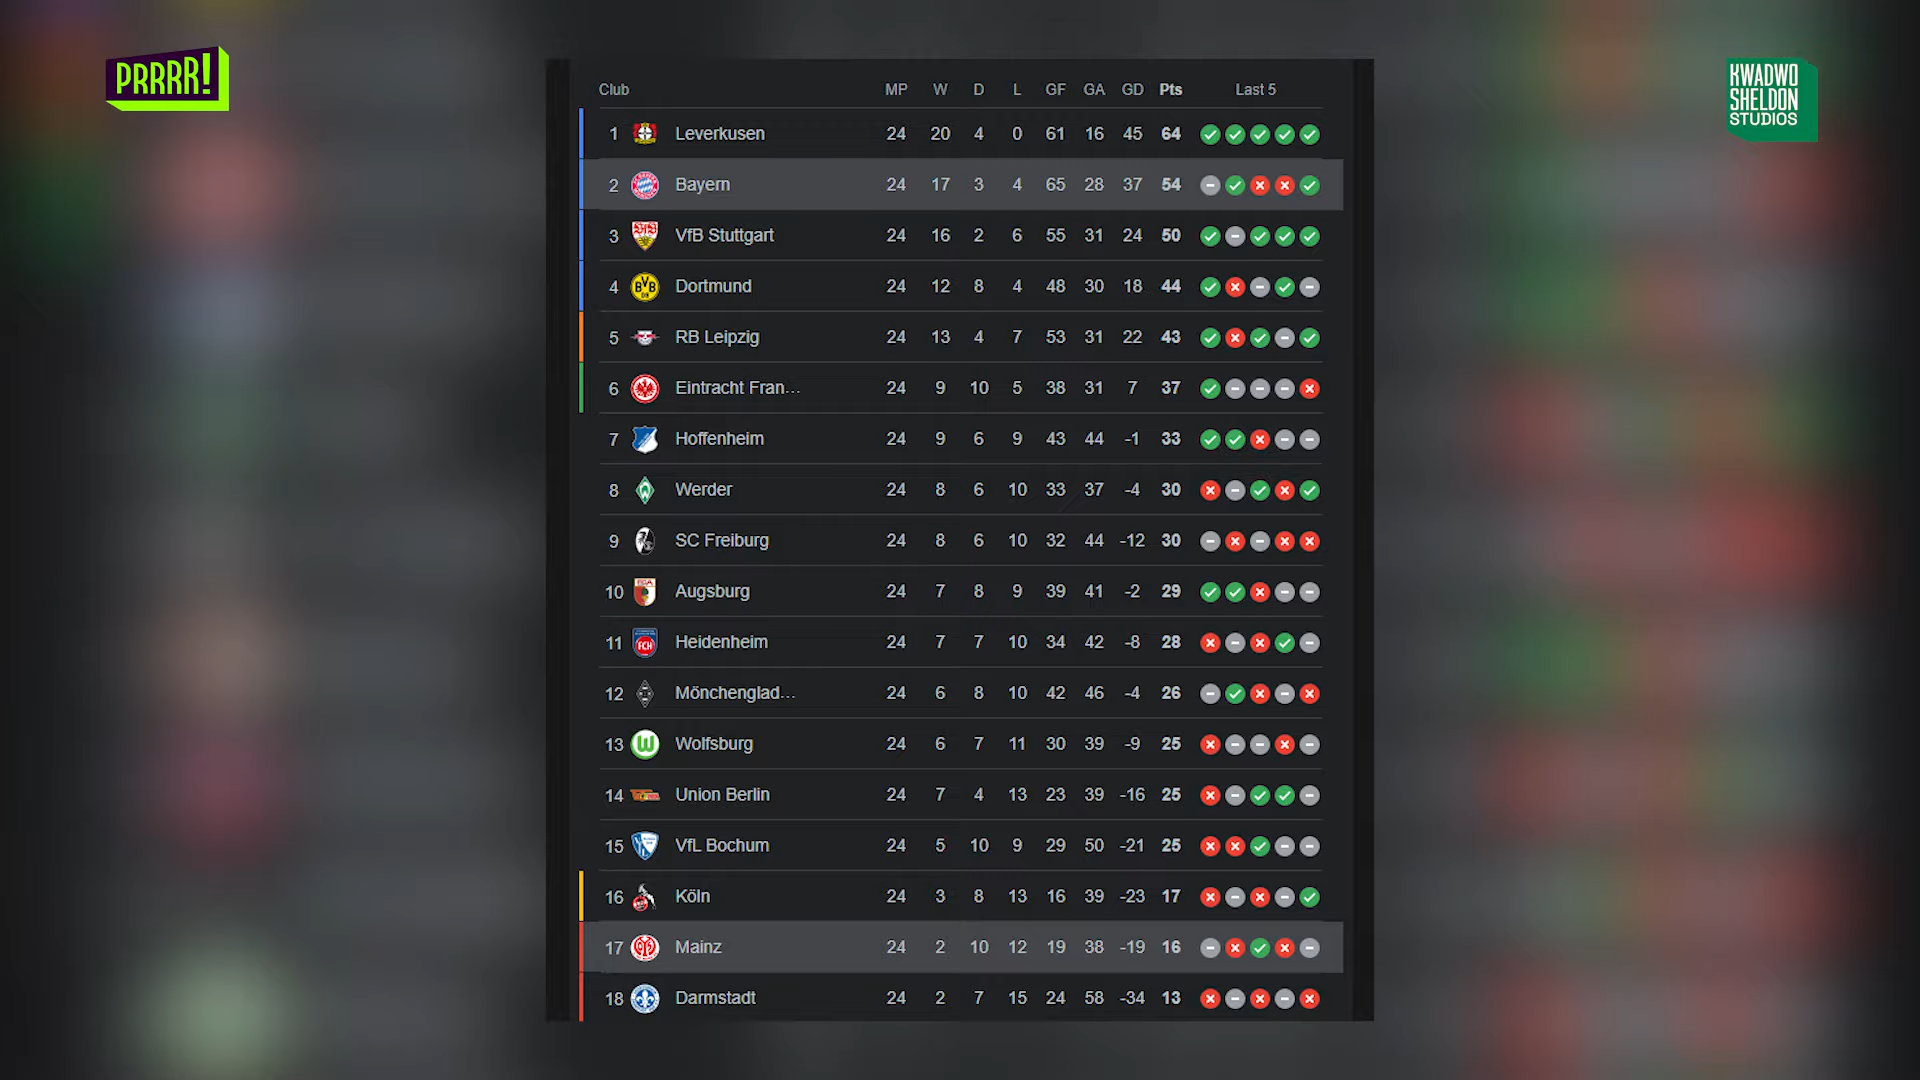 PRRRR!
KWADWO
SHELDON
STUDIOS
Club MP W D L GF GA GD Pts Last 5
1 Leverkusen 24 20 4 0 61 16 45 64
2 Bayern 24 17 3 4 65 28 37 54
3 VfB Stuttgart 24 16 2 6 55 31 24 50
4 Dortmund 24 12 8 4 48 30 18 44
5 RB Leipzig 24 13 4 7 53 31 22 43
6 Eintracht Fran... 24 9 10 5 38 31 7 37
7 Hoffenheim 24 9 6 9 43 44 -1 33
8 Werder 24 8 6 10 33 37 -4 30
9 SC Freiburg 24 8 6 10 32 44 -12 30
10 Augsburg 24 7 8 9 39 41 -2 29
11 Heidenheim 24 7 7 10 34 42 -8 28
12 Mönchenglad... 24 6 8 10 42 46 -4 26
13 Wolfsburg 24 6 7 11 30 39 -9 25
14 Union Berlin 24 7 4 13 23 39 -16 25
15 VfL Bochum 24 5 10 9 29 50 -21 25
16 Köln 24 3 8 13 16 39 -23 17
17 Mainz 24 2 10 12 19 38 -19 16
18 Darmstadt 24 2 7 15 24 58 -34 13